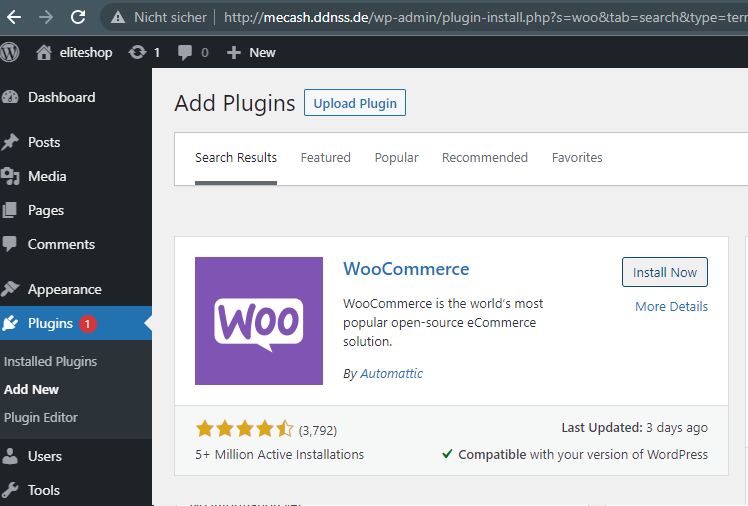 Nicht sicher | http://mecash.ddnss.de/wp-admin/plugin-install.php?s=woo&tab=search&type=ter
eliteshop 1 0 New
Dashboard
Posts
Media
Pages
Comments
Appearance
Plugins 1
Installed Plugins
Add New
Plugin Editor
Users
Tools
Add Plugins Upload Plugin
Search Results Featured Popular Recommended Favorites
WOO
WooCommerce
Install Now
More Details
WooCommerce is the world's most
popular open-source eCommerce
solution.
By Automattic
(3,792)
5+ Million Active Installations
Last Updated: 3 days ago
Compatible with your version of WordPress